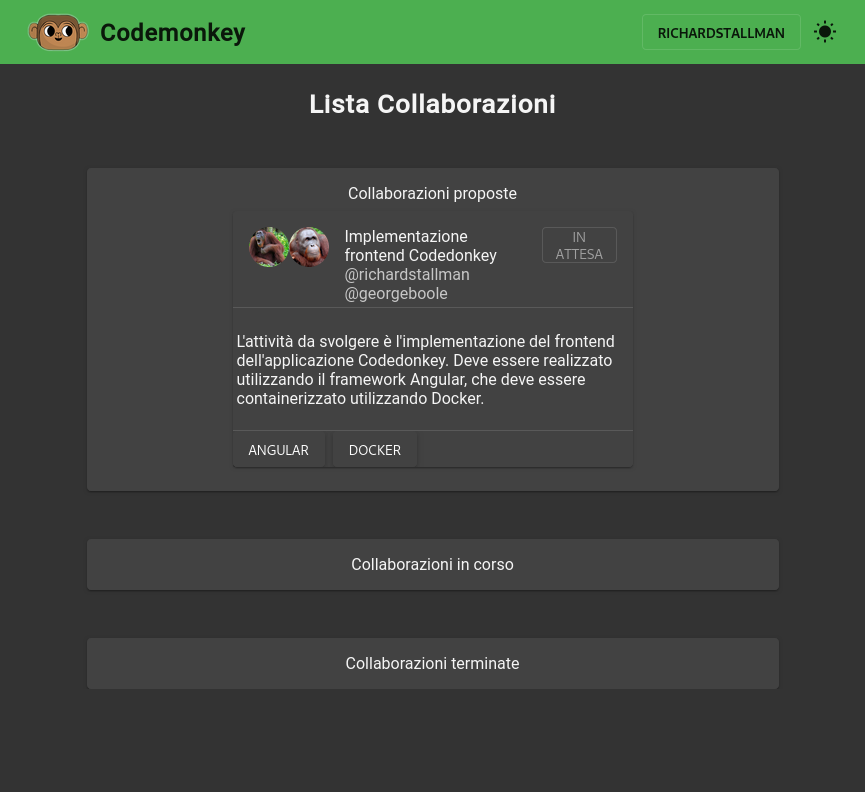 Codemonkey
RICHARDSTALLMAN
Lista Collaborazioni
Collaborazioni proposte
Implementazione
frontend Codedonkey
@richardstallman
@georgeboole
IN
ATTESA
L'attività da svolgere è l'implementazione del frontend
dell'applicazione Codedonkey. Deve essere realizzato
utilizzando il framework Angular, che deve essere
containerizzato utilizzando Docker.
ANGULAR
DOCKER
Collaborazioni in corso
Collaborazioni terminate